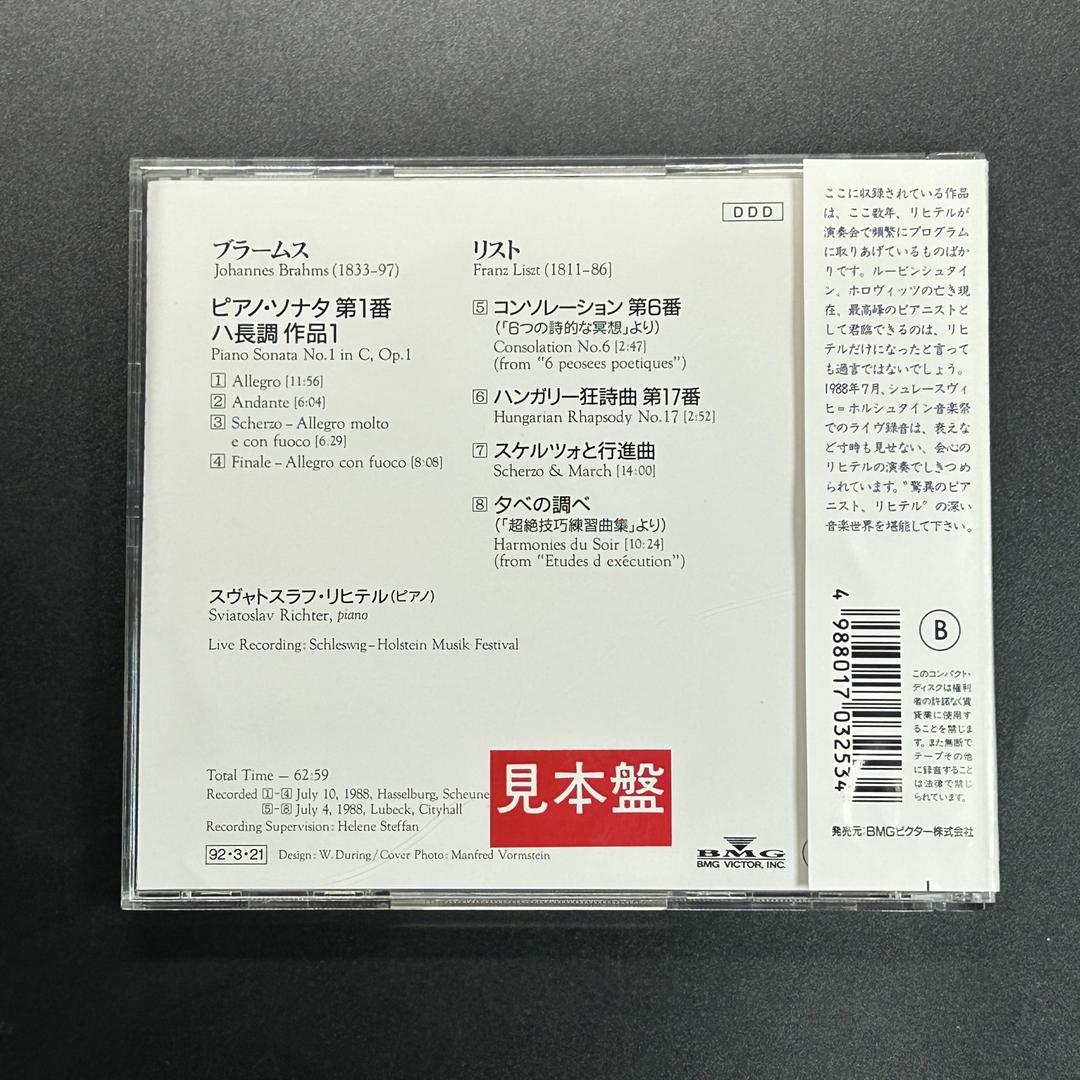 DDD
ブラームス
Johannes Brahms (1833-97)
ピアノ・ソナタ 第1番
ハ長調 作品1
Piano Sonata No.1 in C, Op.1
1 Allegro [11:56]
2 Andante [6:04]
3 Scherzo – Allegro molto
e con fuoco [6:29]
4 Finale – Allegro con fuoco [8:08]
リスト
Franz Liszt (1811-86]
5 コンソレーション 第6番
(「6つの詩的な冥想」より)
Consolation No.6 [2:47]
(from “6 peosees poetiques”)
6 ハンガリー狂詩曲 第17番
Hungarian Rhapsody No.17 [2:52]
7 スケルツォと行進曲
Scherzo & March [14:00]
8 夕べの調べ
(「超絶技巧練習曲集」より)
Harmonies du Soir [10:24]
(from “Etudes d exécution”)
スヴャトスラフ・リヒテル(ピアノ)
Sviatoslav Richter, piano
Live Recording: Schleswig-Holstein Musik Festival
Total Time – 62:59
Recorded 1-4 July 10, 1988, Hasselburg, Scheune
5-8 July 4, 1988, Lubeck, Cityhall
Recording Supervision: Helene Steffan
92・3・21 Design: W. During/Cover Photo: Manfred Vormstein
見本盤
BMG
BMG VICTOR, INC.
ここに収録されている作品
は、ここ数年、リヒテルが
演奏会で頻繁にプログラム
に取りあげているものばか
りです。ルービンシュタイ
ン、ホロヴィッツの亡き現
在、最高峰のピアニストと
して君臨できるのは、リヒ
テルだけになったと言って
も過言ではないでしょう。
1988年7月、シュレースヴィ
ヒ=ホルシュタイン音楽祭
でのライヴ録音は、衰えな
ど寸時も見せない、会心の
リヒテルの演奏でしきつめ
られています。“驚異のピア
ニスト、リヒテル”の深い
音楽世界を堪能して下さい。
4 988017 032534
B
このコンパクト・
ディスクは権利
者の許諾なく賃
貸業に使用す
ることを禁じま
す。また無断で
テープその他
に録音すること
は法律で禁じ
られています。
発売元:BMGビクター株式会社